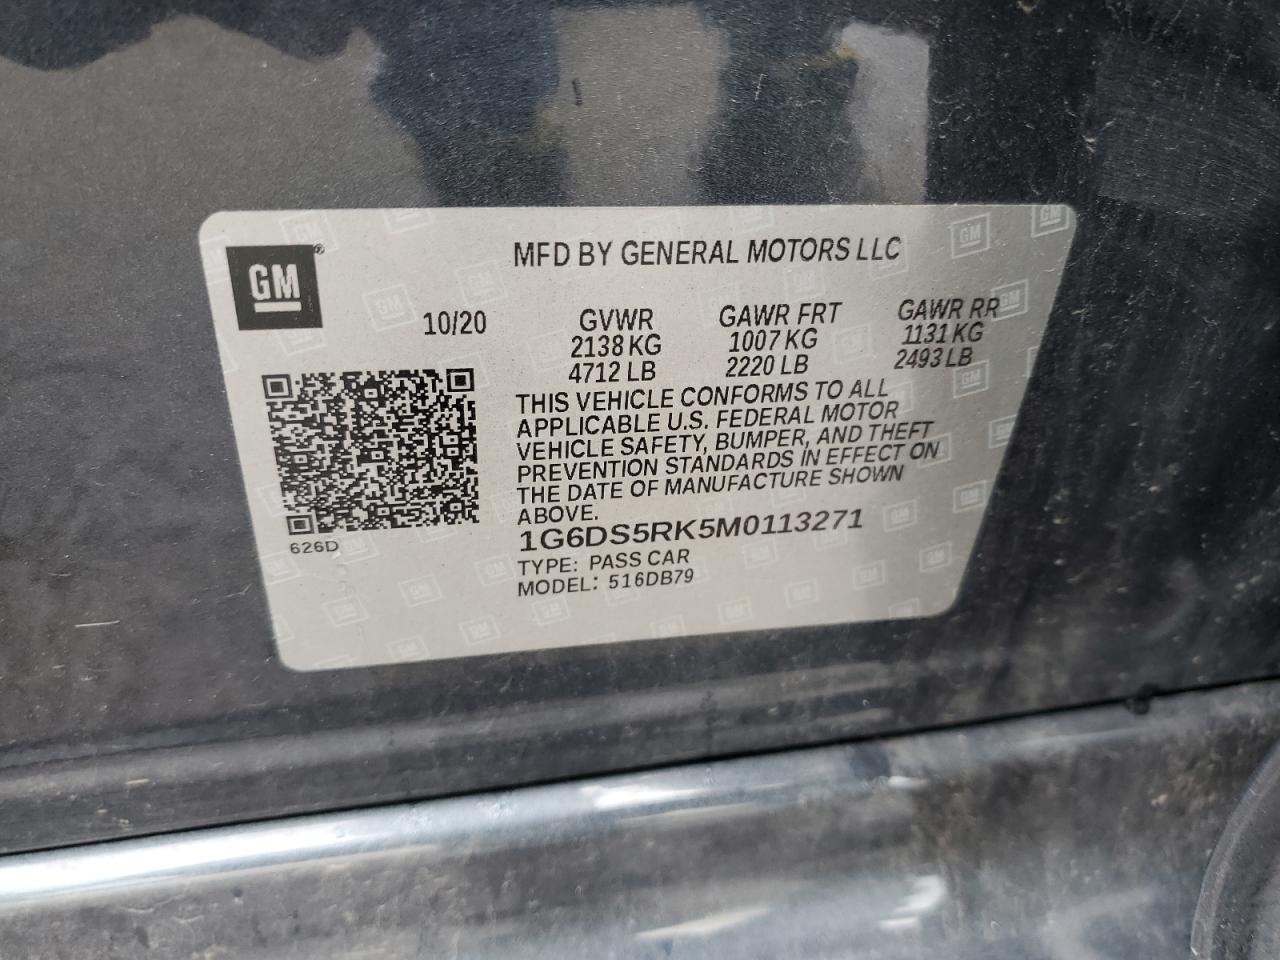 GM®
MFD BY GENERAL MOTORS LLC
10/20
GVWR
2138 KG
4712 LB
GAWR FRT
1007 KG
2220 LB
GAWR RR
1131 KG
2493 LB
THIS VEHICLE CONFORMS TO ALL
APPLICABLE U.S. FEDERAL MOTOR
VEHICLE SAFETY, BUMPER, AND THEFT
PREVENTION STANDARDS IN EFFECT ON
THE DATE OF MANUFACTURE SHOWN
ABOVE.
626D
1G6DS5RK5M0113271
TYPE: PASS CAR
MODEL: 516DB79